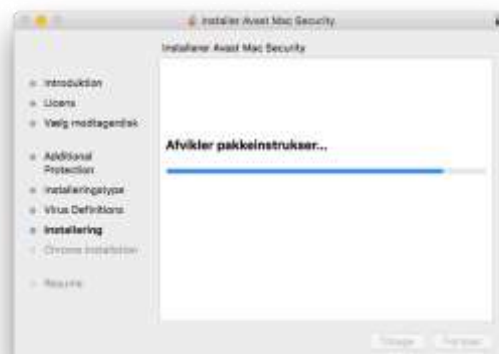 Installer Avast Mac Security
Installerer Avast Mac Security
Introduktion
Licens
Vælg modtagerdisk
Additional
Protection
Installeringstype
Virus Definitions
Installering
Chrome Installation
Resume
Afvikler pakkeinstrukser...
Tilbage
Fortsæt